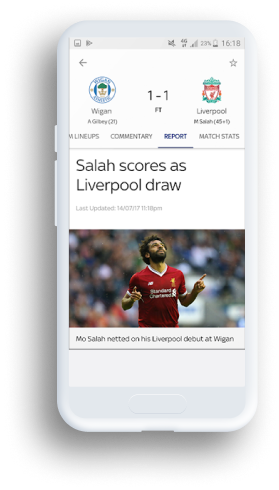 4G 23% 16:18
1-1
Wigan FT Liverpool
A Gilbey (21) M Salah (45+1)
M LINEUPS COMMENTARY REPORT MATCH STATS
Salah scores as
Liverpool draw
Last Updated: 14/07/17 11:18pm
Standard
Chartered
Mo Salah netted on his Liverpool debut at Wigan